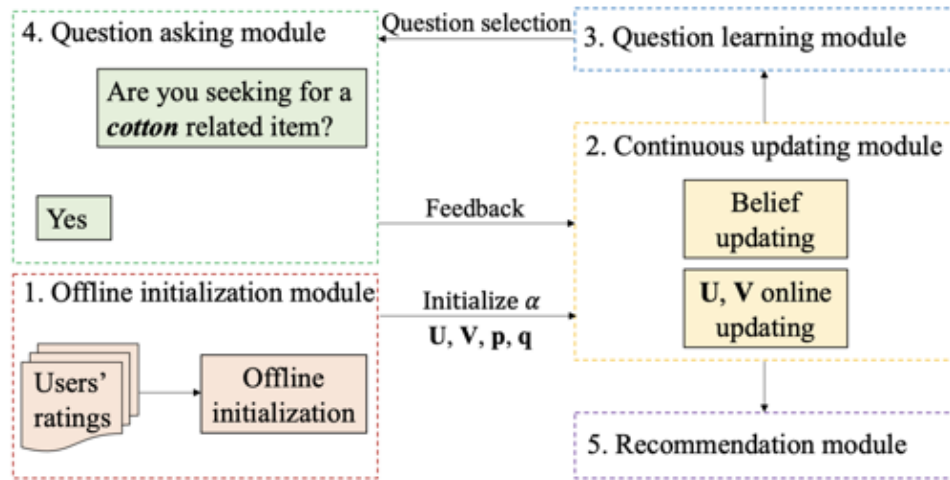 4. Question asking module
Are you seeking for a
cotton related item?
Yes
Question selection
3. Question learning module
2. Continuous updating module
Belief
updating
U, V online
updating
Feedback
1. Offline initialization module
Users’
ratings
Offline
initialization
Initialize α
U, V, p, q
5. Recommendation module